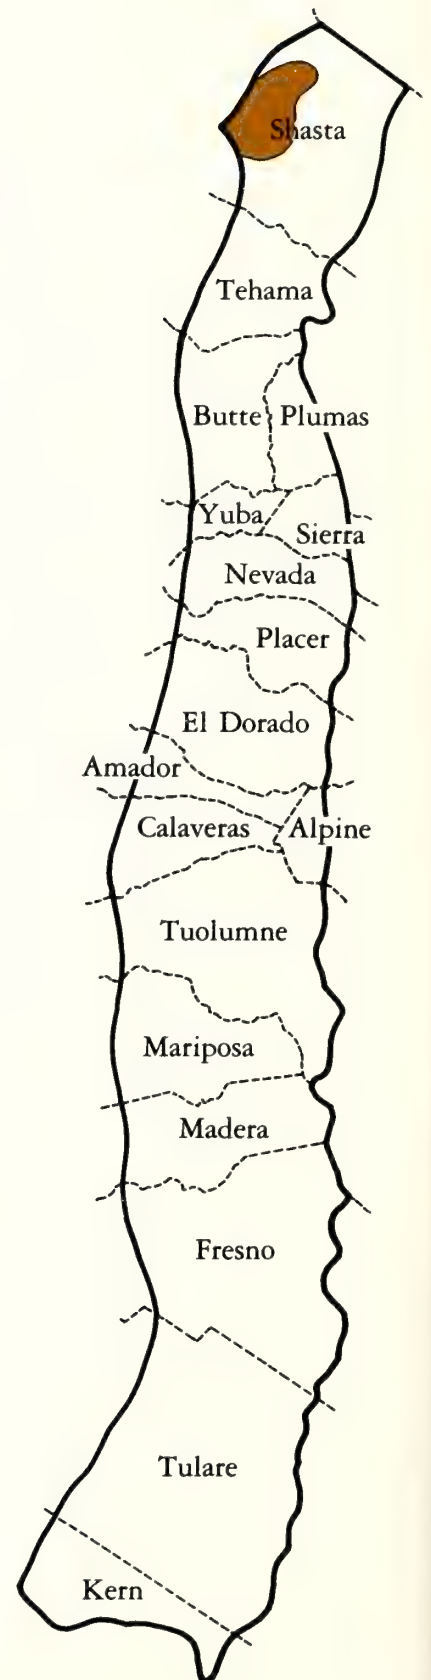 Shasta
Tehama
Butte Plumas
Yuba
Sierra
Nevada
Placer
El Dorado
Amador
Calaveras Alpine
Tuolumne
Mariposa
Madera
Fresno
Tulare
Kern